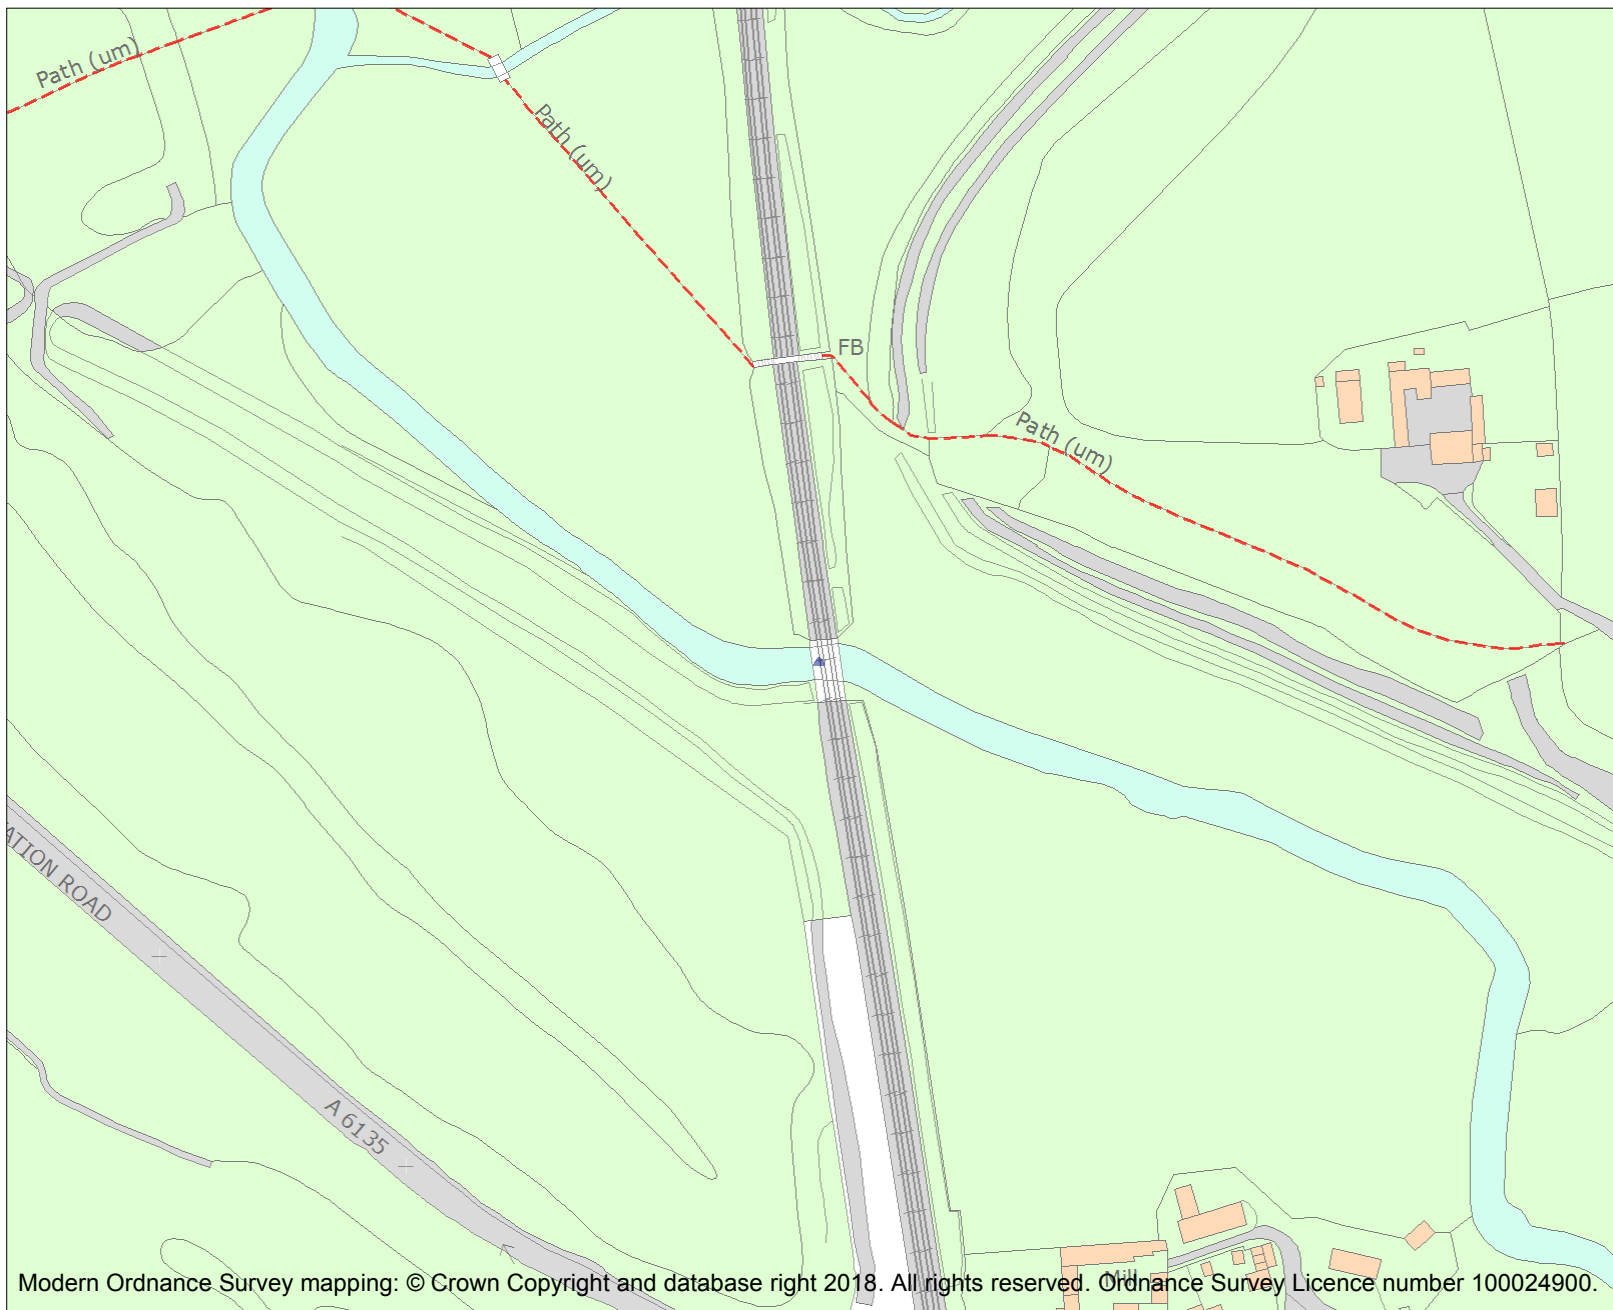 Path (um)
Path (um)
FB
Path (um)
ATION ROAD
A 6135
Mill
Modern Ordnance Survey mapping: © Crown Copyright and database right 2018. All rights reserved. Ordnance Survey Licence number 100024900.